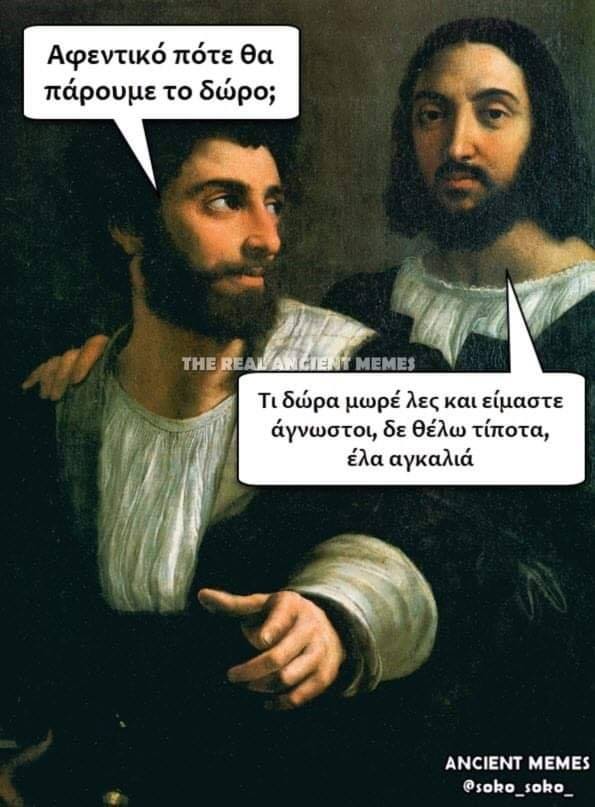 Αφεντικό πότε θα
πάρουμε το δώρο;
THE REAL ANCIENT MEMES
Τι δώρα μωρέ λες και είμαστε
άγνωστοι, δε θέλω τίποτα,
έλα αγκαλιά
ANCIENT MEMES
@soko_soko_